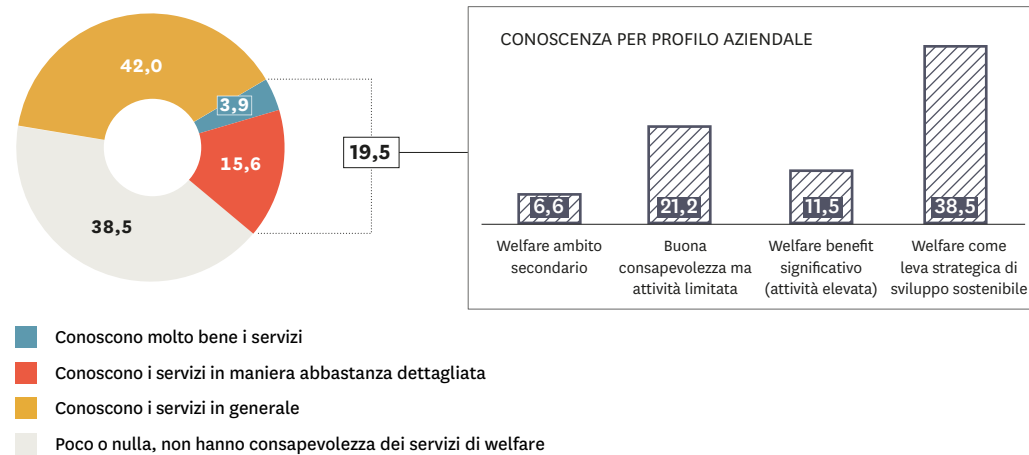 42,0
3,9
15,6
38,5
19,5
CONOSCENZA PER PROFILO AZIENDALE
6,6
21,2
11,5
38,5
Welfare ambito
secondario
Buona
consapevolezza ma
attività limitata
Welfare benefit
significativo
(attività elevata)
Welfare come
leva strategica di
sviluppo sostenibile
Conoscono molto bene i servizi
Conoscono i servizi in maniera abbastanza dettagliata
Conoscono i servizi in generale
Poco o nulla, non hanno consapevolezza dei servizi di welfare